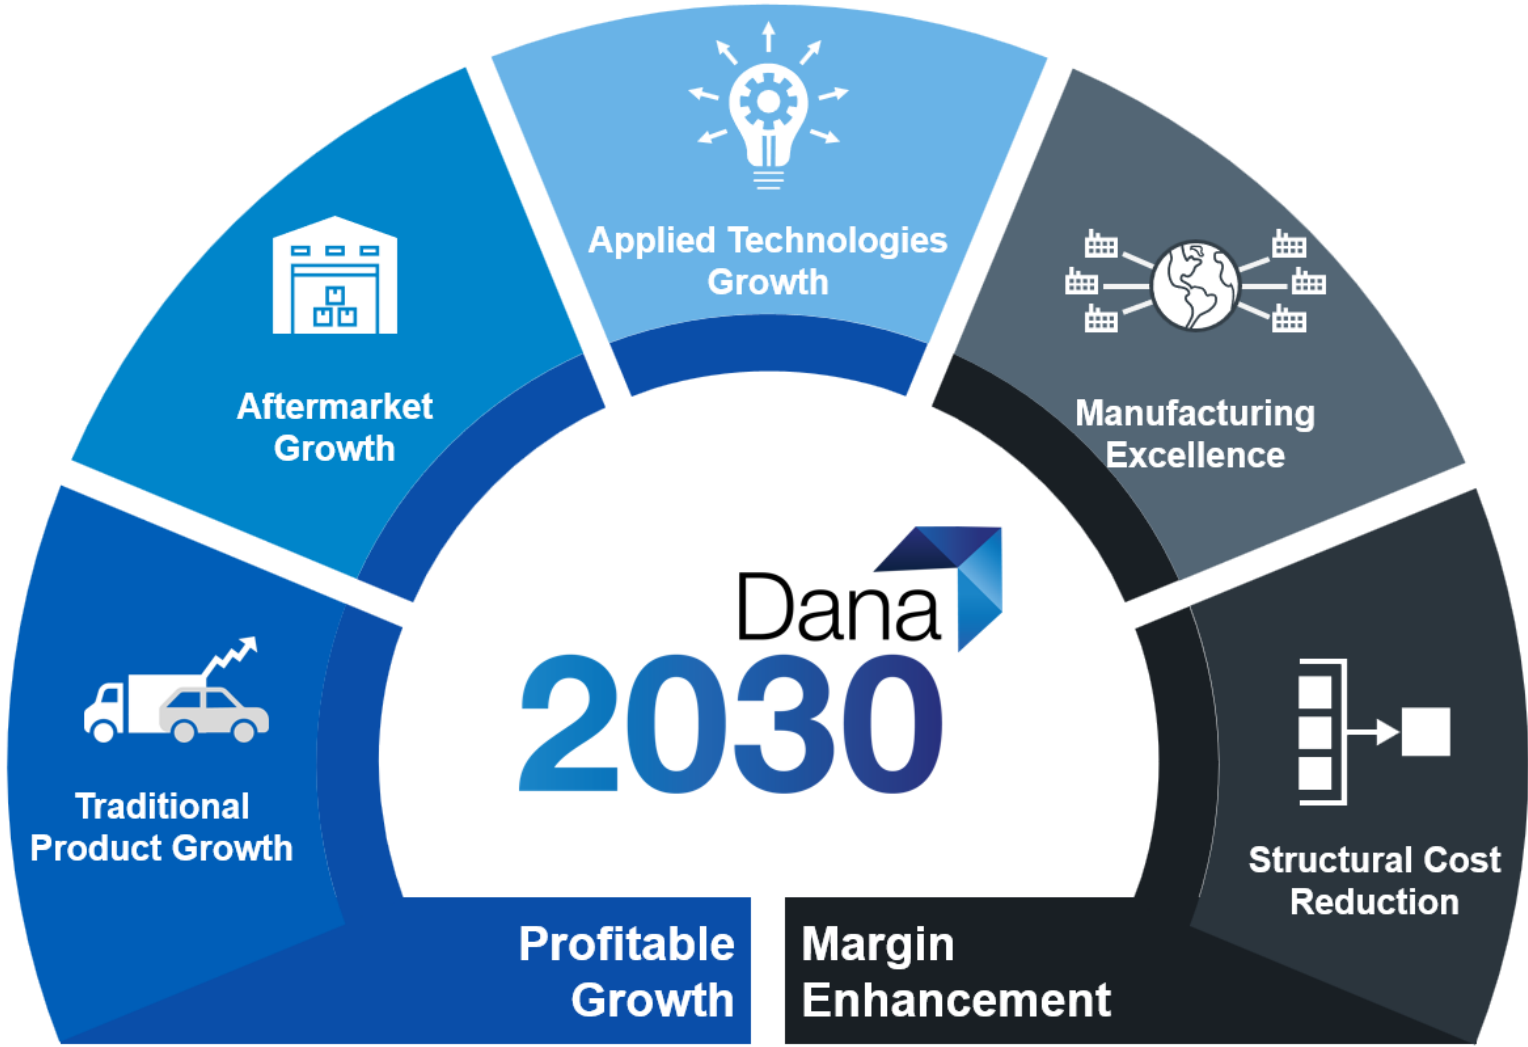 Applied Technologies
Growth
Aftermarket
Growth
Manufacturing
Excellence
Dana
2030
Traditional
Product Growth
Structural Cost
Reduction
Profitable
Growth
Margin
Enhancement